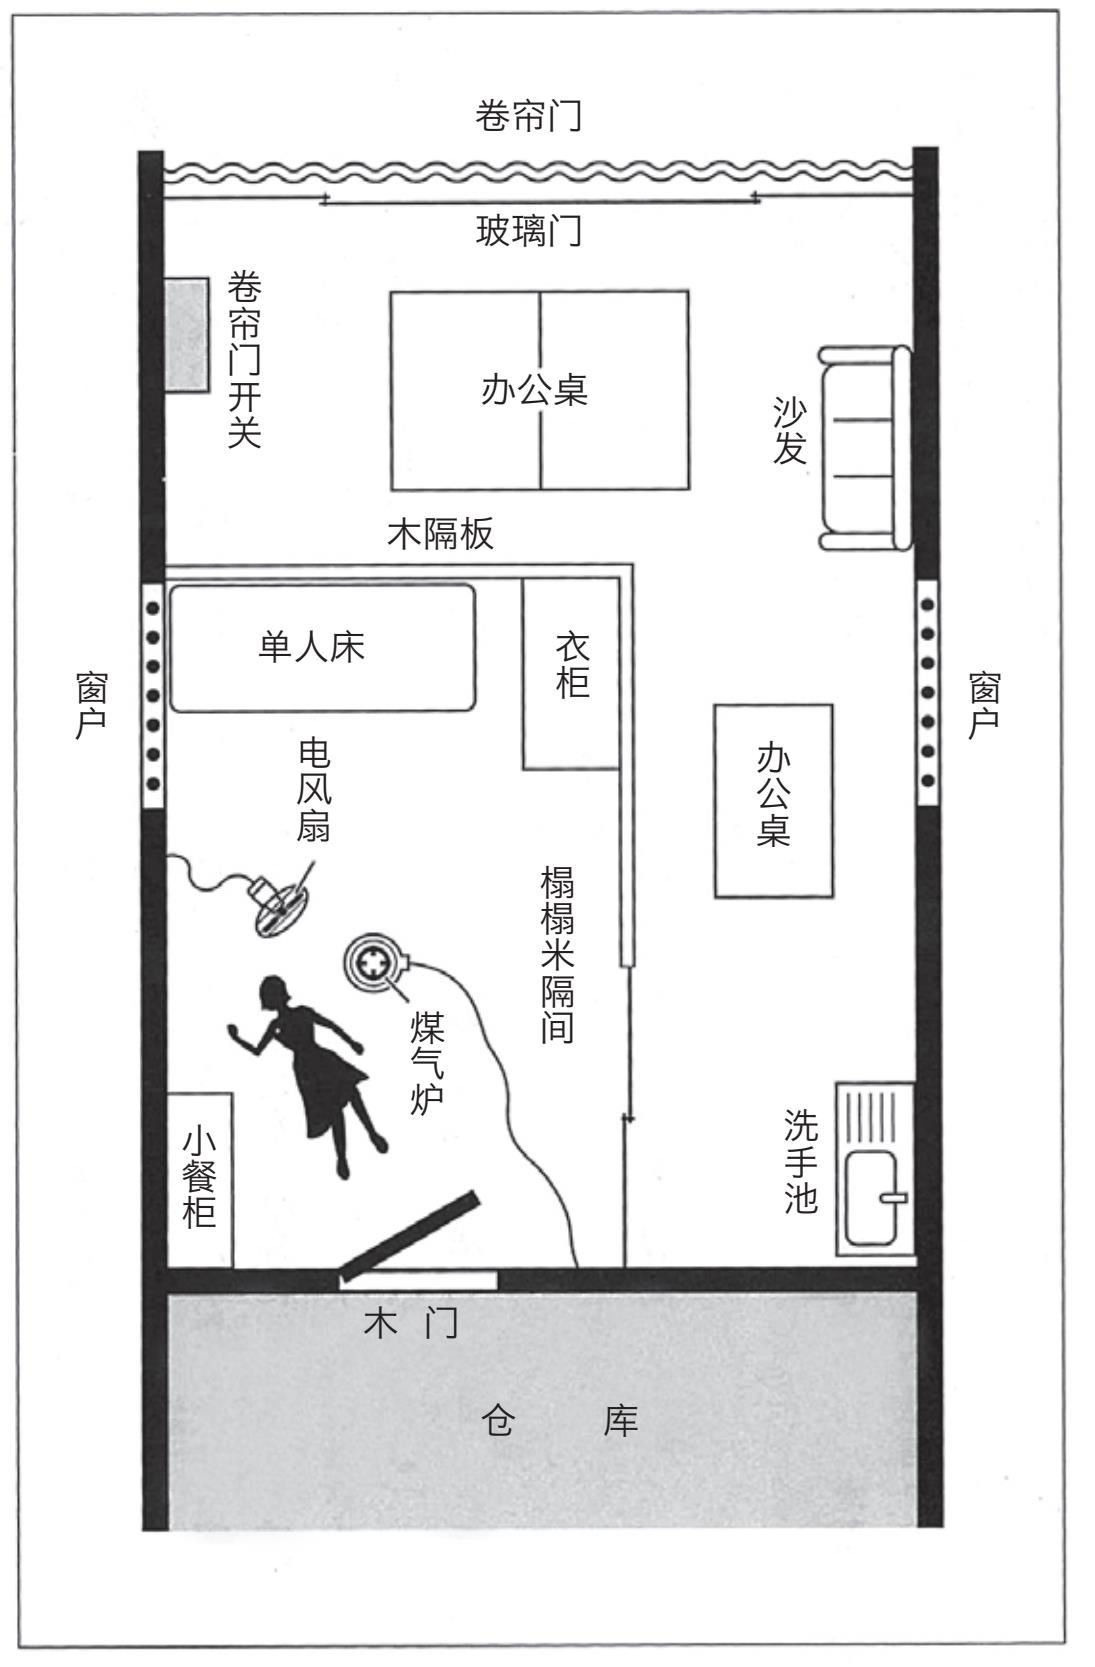 卷帘门
玻璃门
卷帘门开关
办公桌
沙发
木隔板
单人床
衣柜
窗户
窗户
电风扇
办公桌
榻榻米隔间
煤气炉
小餐柜
洗手池
木 门
仓 库